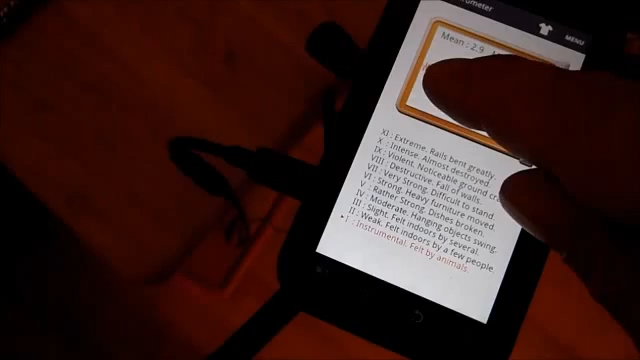 MENU
Mean : 2.9
XI : Extreme. Rails bent greatly.
X : Intense. Almost destroyed.
IX : Violent. Noticeable ground
VIII : Destructive. Fall of walls.
VII : Very Strong. Difficult to stand.
VI : Strong. Heavy furniture moved.
V : Rather Strong. Dishes broken.
IV : Moderate. Hanging objects swing.
III : Slight. Felt indoors by several.
II : Weak. Felt indoors by a few people.
I : Instrumental. Felt by animals.